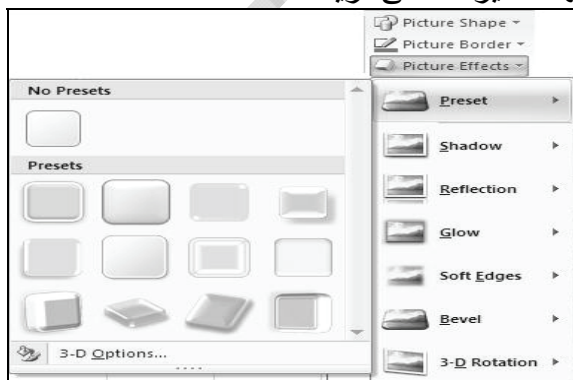 Picture Shape
Picture Border
Picture Effects
No Presets
Presets
3-D Options...
Preset
Shadow
Reflection
Glow
Soft Edges
Bevel
3-D Rotation